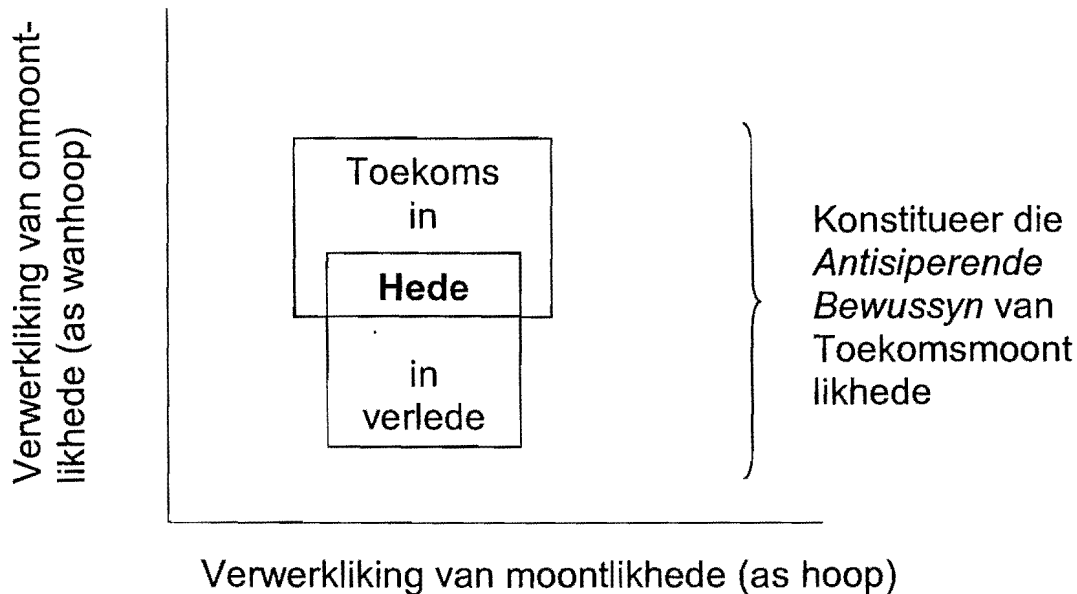 Verwerkliking van onmoont-
likhede (as wanhoop)
Toekoms
in
Hede
in
verlede
Konstitueer die
Antisiperende
Bewussyn van
Toekomsmoont
likhede
Verwerkliking van moontlikhede (as hoop)